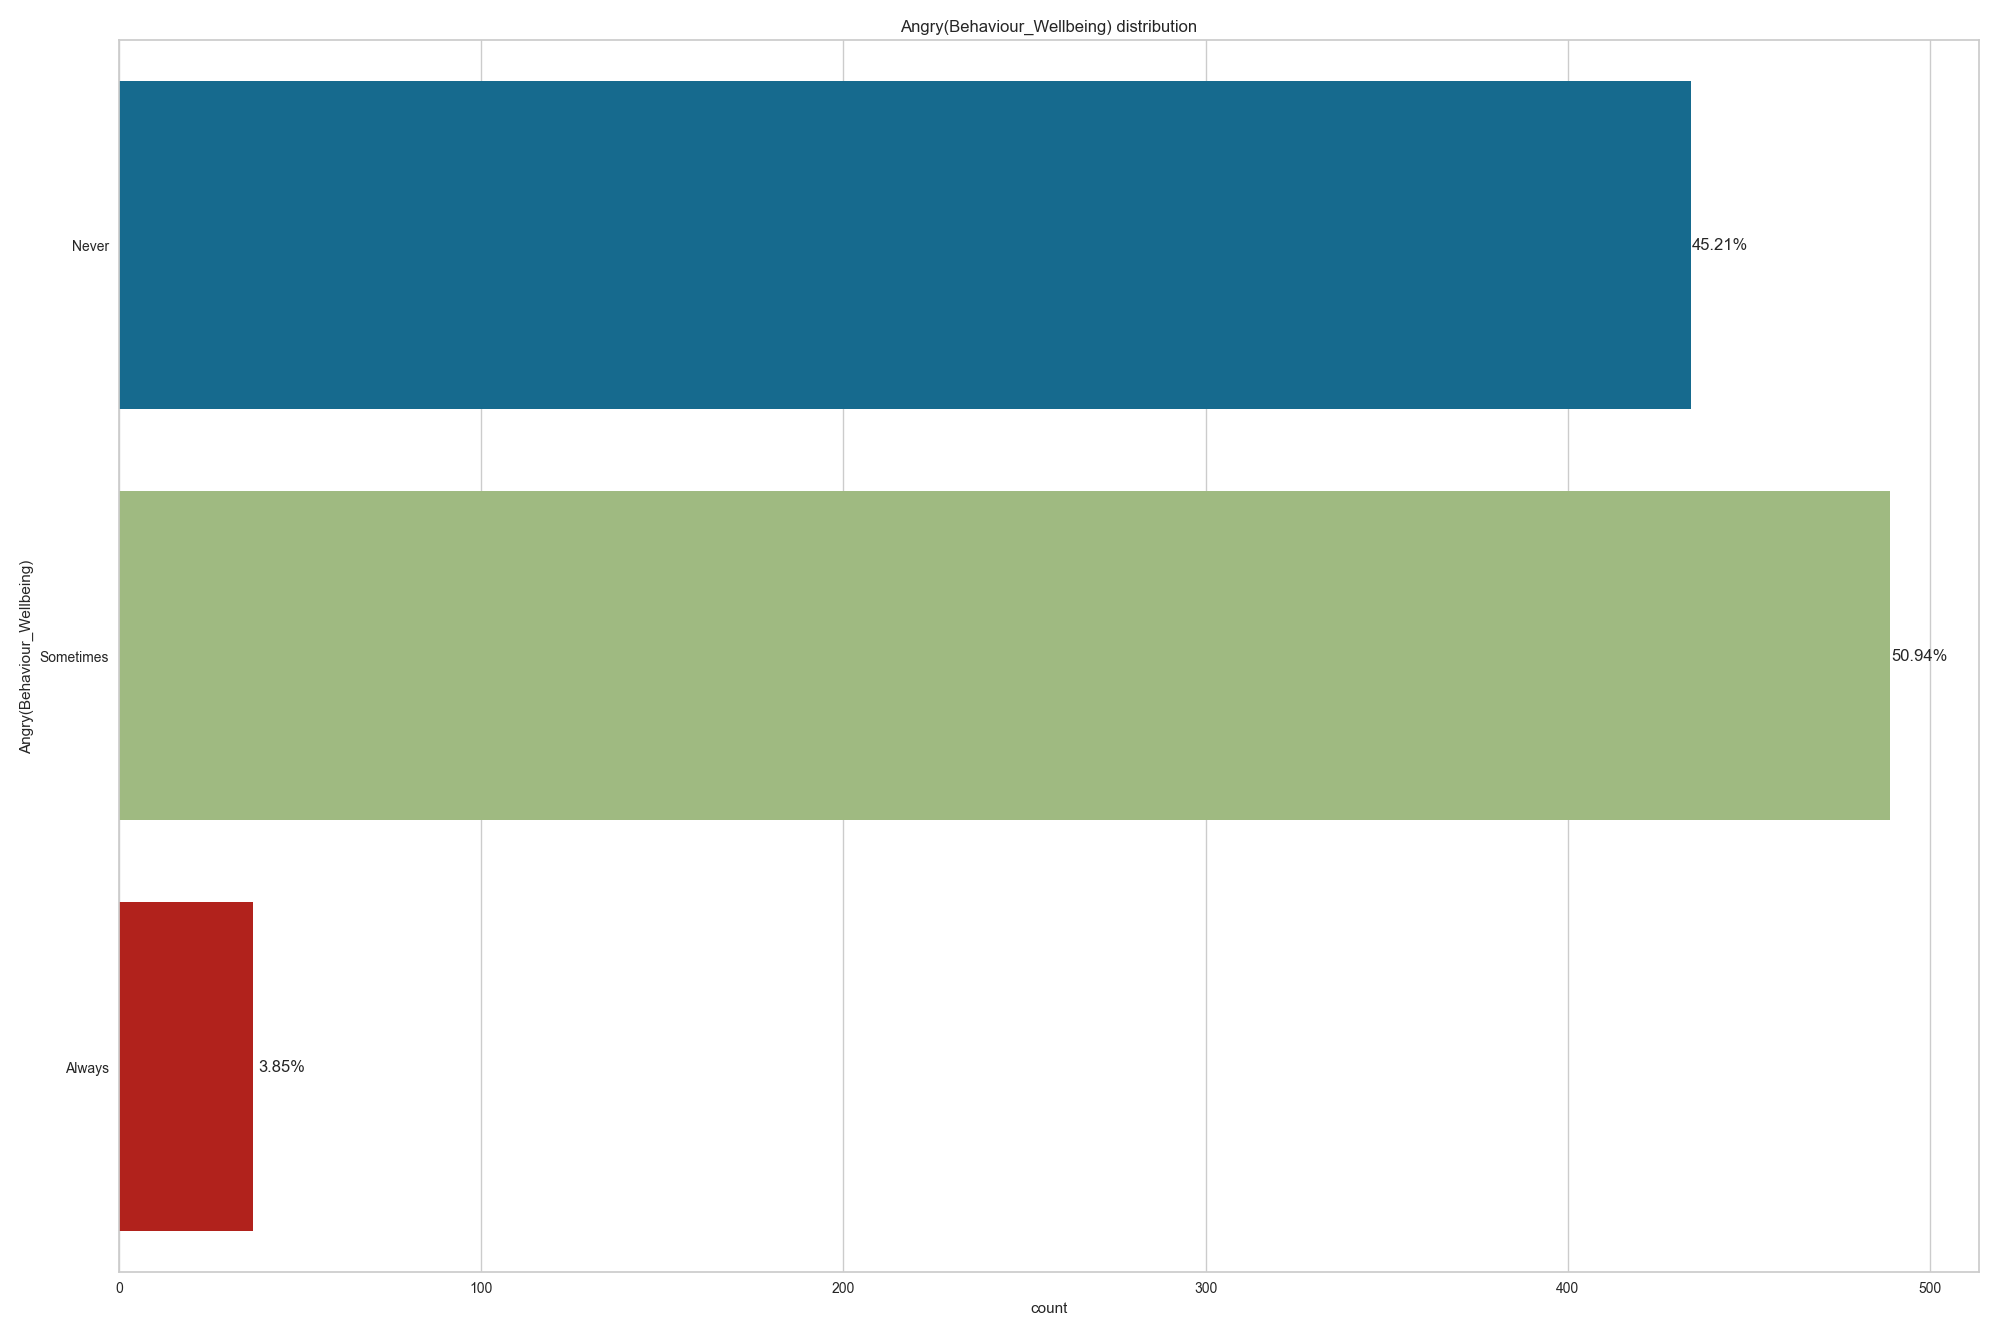 Angry(Behaviour_Wellbeing) distribution
Never
45.21%
Angry(Behaviour_Wellbeing)
Sometimes
50.94%
Always
3.85%
0 100 200 300 400 500
count